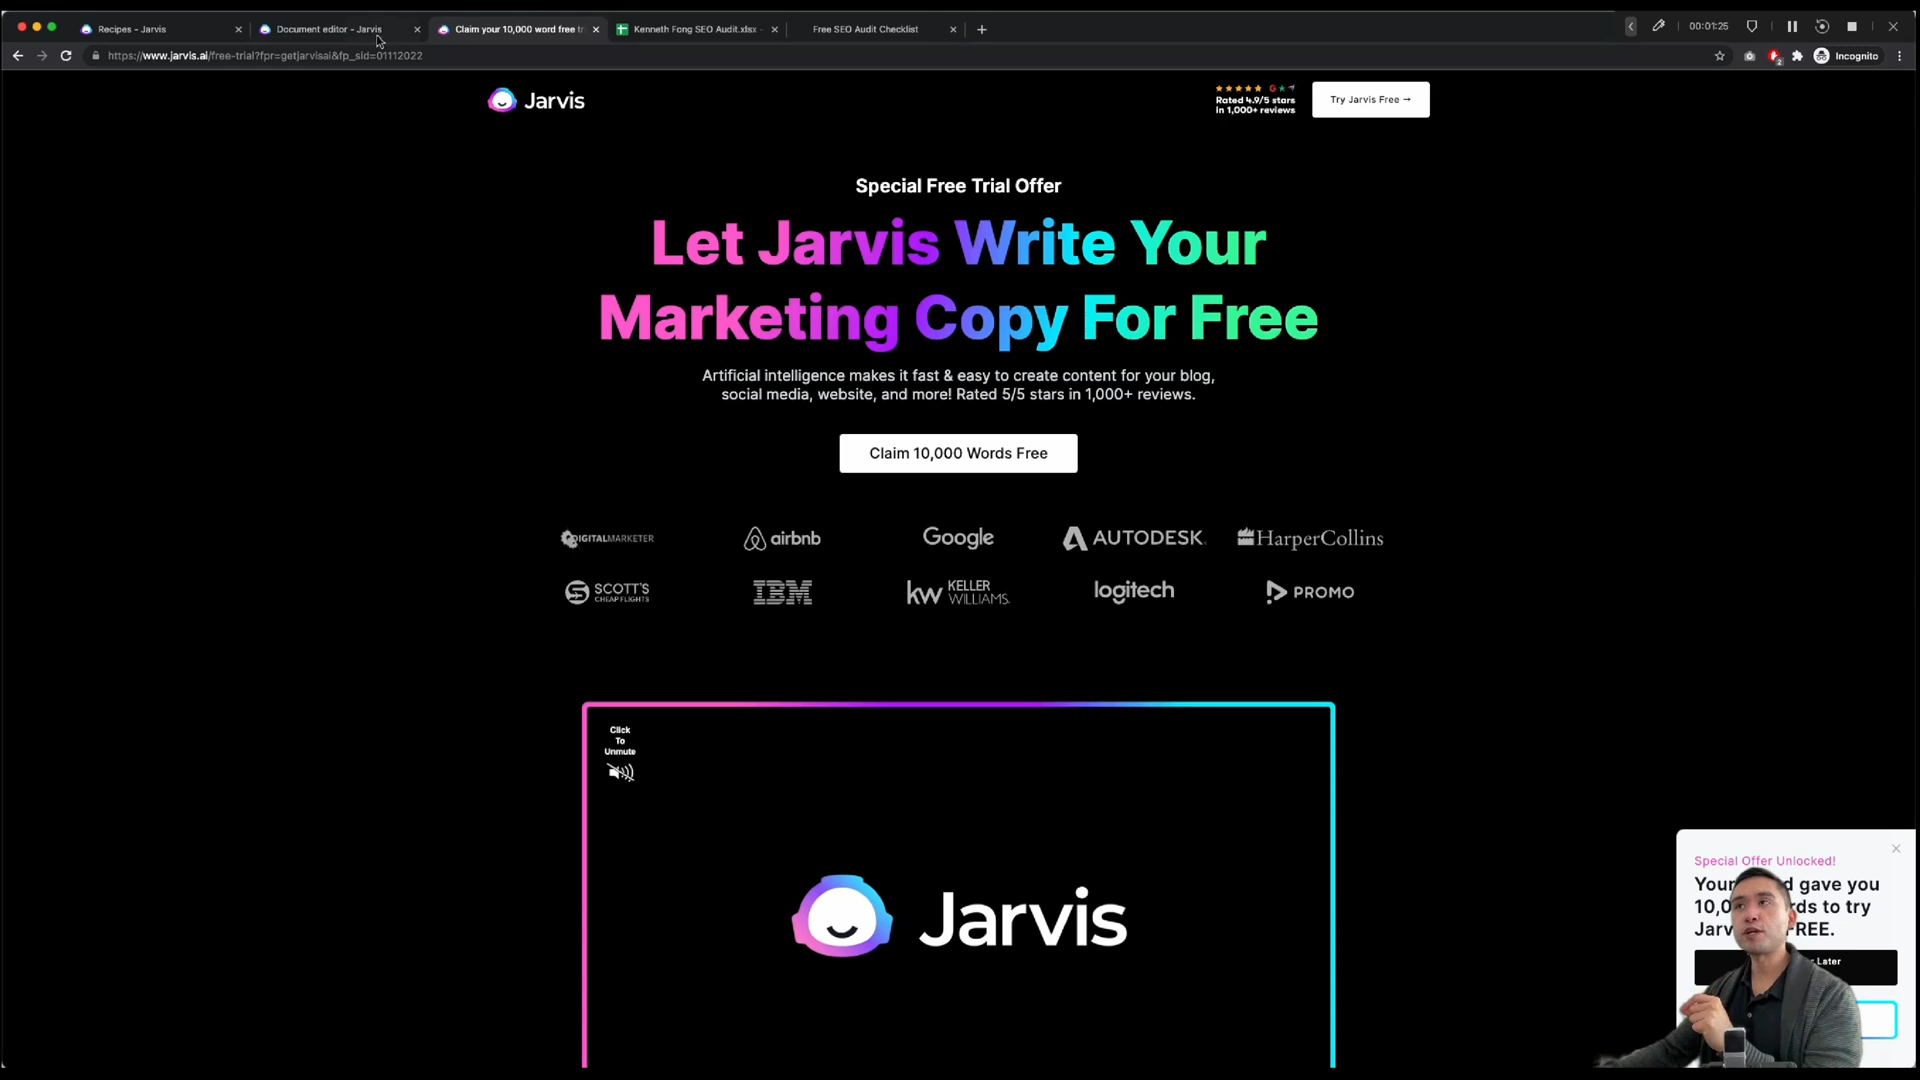 Recipes - Jarvis
Document editor - Jarvis
Claim your 10,000 word free tr
Kenneth Fong SEO Audit.xlsx -
Free SEO Audit Checklist
00:01:25
https://www.jarvis.ai/free-trial?fpr=getjarvisai&fp_sid=01112022
2
Incognito
Jarvis
Rated 4.9/5 stars
in 1,000+ reviews
Try Jarvis Free →
Special Free Trial Offer
Let Jarvis Write Your
Marketing Copy For Free
Artificial intelligence makes it fast & easy to create content for your blog,
social media, website, and more! Rated 5/5 stars in 1,000+ reviews.
Claim 10,000 Words Free
DIGITALMARKETER
airbnb
Google
AUTODESK.
HarperCollins
SCOTT'S
CHEAP FLIGHTS
IBM
kw KELLER
WILLIAMS.
logitech
PROMO
Click
To
Unmute
Jarvis
Special Offer Unlocked!
gave you
to try
Later